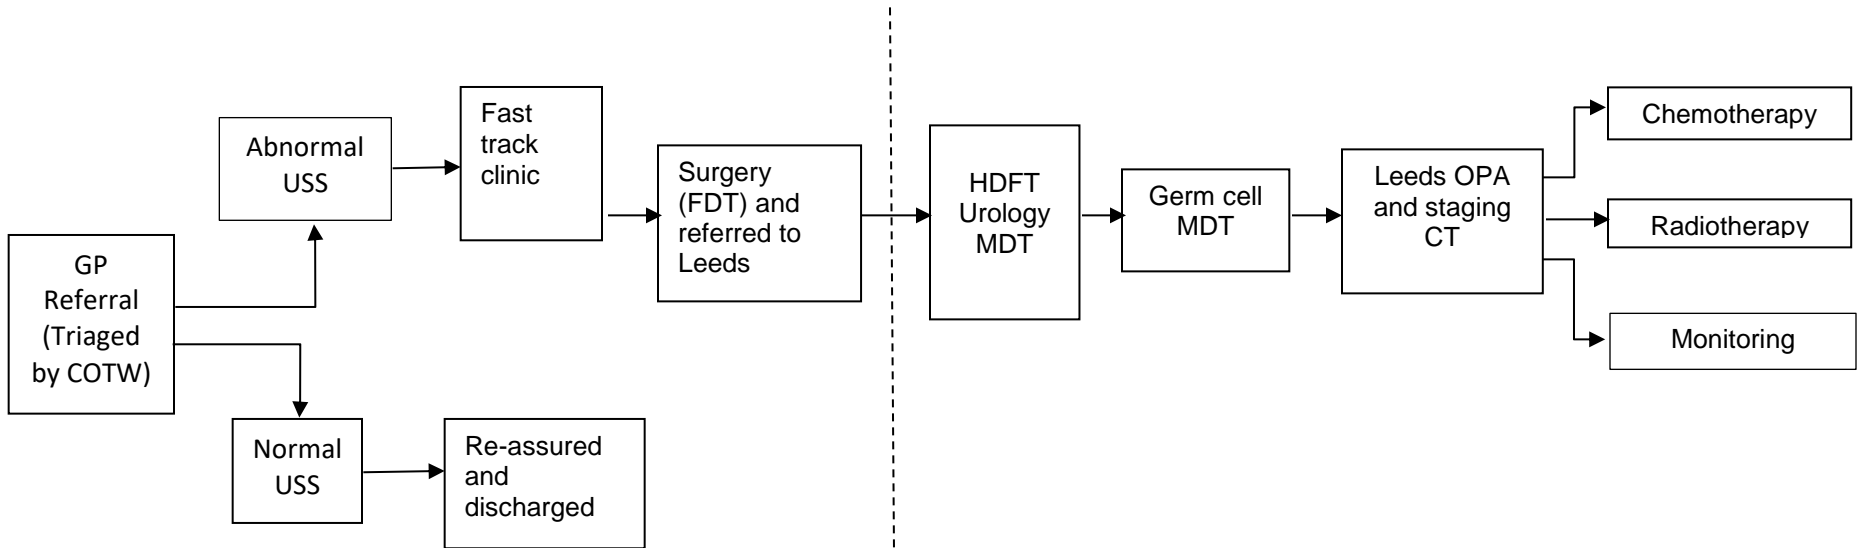 GP
Referral
(Triaged
by COTW)
Abnormal
USS
Fast
track
clinic
Surgery
(FDT) and
referred to
Leeds
Normal
USS
Re-assured
and
discharged
HDFT
Urology
MDT
Germ cell
MDT
Leeds OPA
and staging
CT
Chemotherapy
Radiotherapy
Monitoring